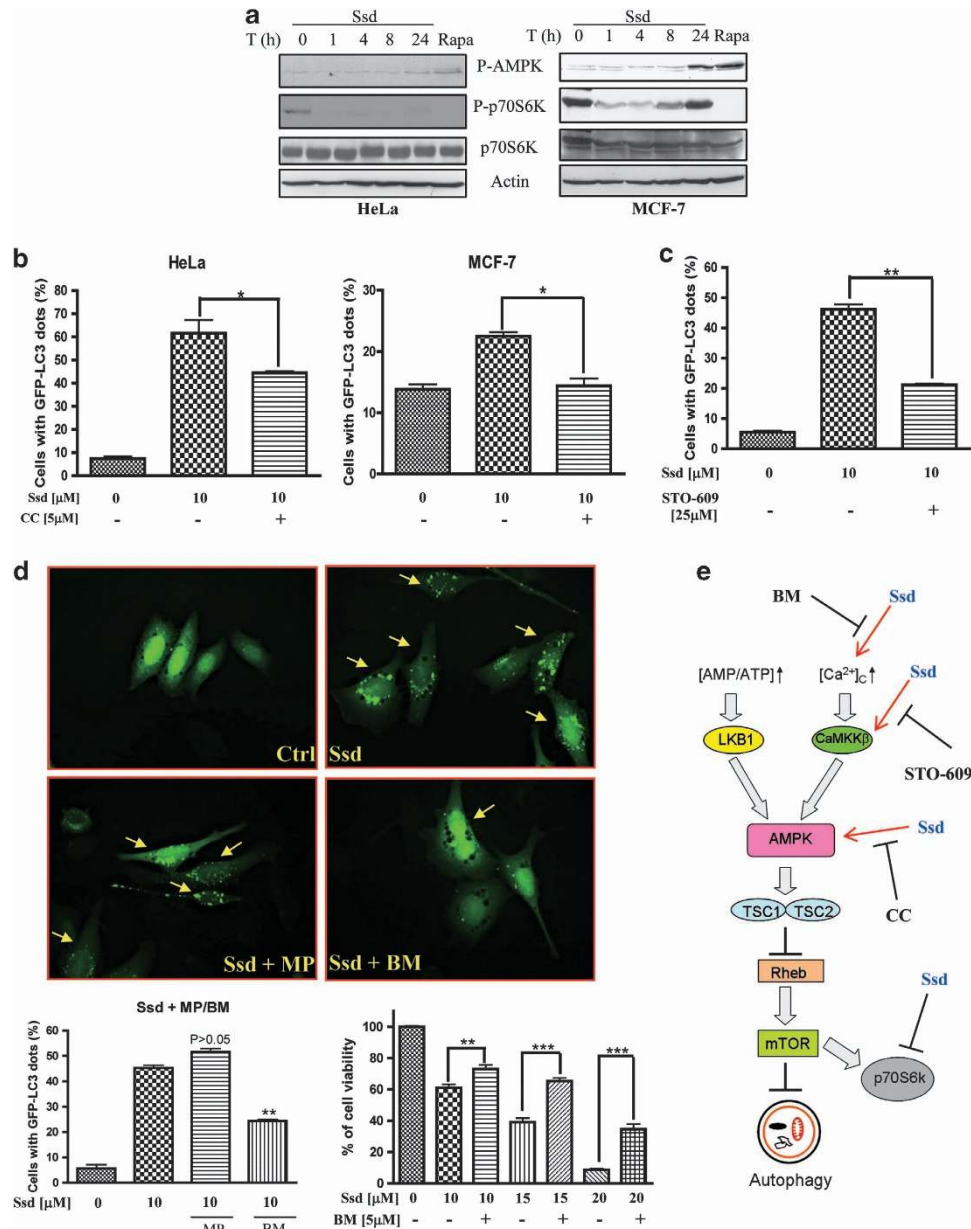 a
Ssd
Ssd
T (h) 0 1 4 8 24 Rapa
T (h) 0 1 4 8 24 Rapa
P-AMPK
P-p70S6K
p70S6K
Actin
HeLa
MCF-7
b
HeLa
Cells with GFP-LC3 dots (%)
80
70
60
50
40
30
20
10
0
*
Ssd [µM] 0 10 10
CC [5µM] - - +
MCF-7
Cells with GFP-LC3 dots (%)
30
20
10
0
*
0 10 10
- - +
c
Cells with GFP-LC3 dots (%)
60
50
40
30
20
10
0
**
Ssd [µM] 0 10 10
STO-609
[25µM] - - +
d
Ctrl
Ssd
Ssd + MP
Ssd + BM
Ssd + MP/BM
Cells with GFP-LC3 dots (%)
60
50
40
30
20
10
0
P>0.05
**
Ssd [µM] 0 10 10 10
MP BM
% of cell viability
100
80
60
40
20
0
**
***
***
Ssd [µM] 0 10 10 15 15 20 20
BM [5µM] - - + - + - +
e
BM
Ssd
[AMP/ATP]↑
[Ca²⁺]c↑
Ssd
LKB1
CaMKKβ
STO-609
AMPK
Ssd
TSC1
TSC2
CC
Rheb
Ssd
mTOR
p70S6k
Autophagy